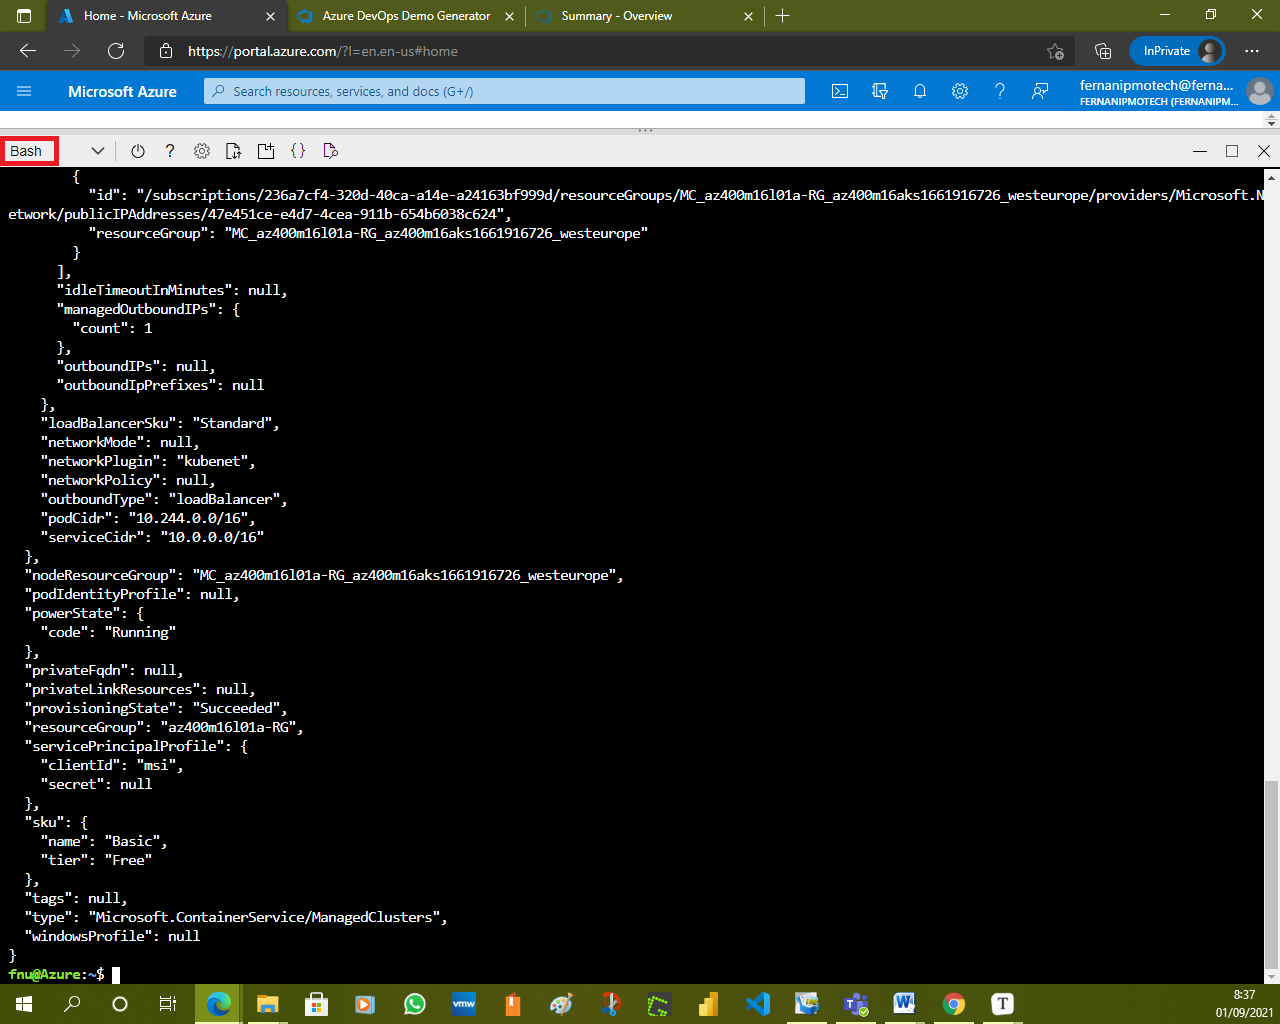 Home - Microsoft Azure
Azure DevOps Demo Generator
Summary - Overview
https://portal.azure.com/?l=en.en-us#home
InPrivate
Microsoft Azure
Search resources, services, and docs (G+/)
fernanipmotech@ferna...
FERNANIPMOTECH (FERNANIPM...
Bash
{
"id": "/subscriptions/236a7cf4-320d-40ca-a14e-a24163bf999d/resourceGroups/MC_az400m16l01a-RG_az400m16aks1661916726_westeurope/providers/Microsoft.N
etwork/publicIPAddresses/47e451ce-e4d7-4cea-911b-654b6038c624",
"resourceGroup": "MC_az400m16l01a-RG_az400m16aks1661916726_westeurope"
}
],
"idleTimeoutInMinutes": null,
"managedOutboundIPs": {
"count": 1
},
"outboundIPs": null,
"outboundIpPrefixes": null
},
"loadBalancerSku": "Standard",
"networkMode": null,
"networkPlugin": "kubenet",
"networkPolicy": null,
"outboundType": "loadBalancer",
"podCidr": "10.244.0.0/16",
"serviceCidr": "10.0.0.0/16"
},
"nodeResourceGroup": "MC_az400m16l01a-RG_az400m16aks1661916726_westeurope",
"podIdentityProfile": null,
"powerState": {
"code": "Running"
},
"privateFqdn": null,
"privateLinkResources": null,
"provisioningState": "Succeeded",
"resourceGroup": "az400m16l01a-RG",
"servicePrincipalProfile": {
"clientId": "msi",
"secret": null
},
"sku": {
"name": "Basic",
"tier": "Free"
},
"tags": null,
"type": "Microsoft.ContainerService/ManagedClusters",
"windowsProfile": null
}
fnu@Azure:~$
vmw
8:37
01/09/2021